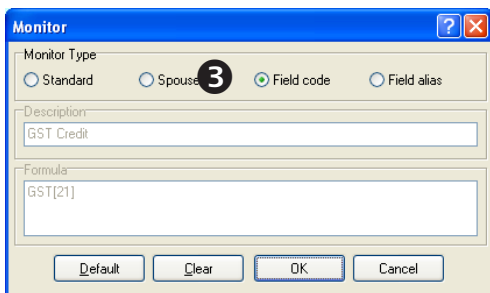 Monitor
Monitor Type
Standard Spouse 3 Field code Field alias
Description
GST Credit
Formula
GST[21]
Default Clear OK Cancel